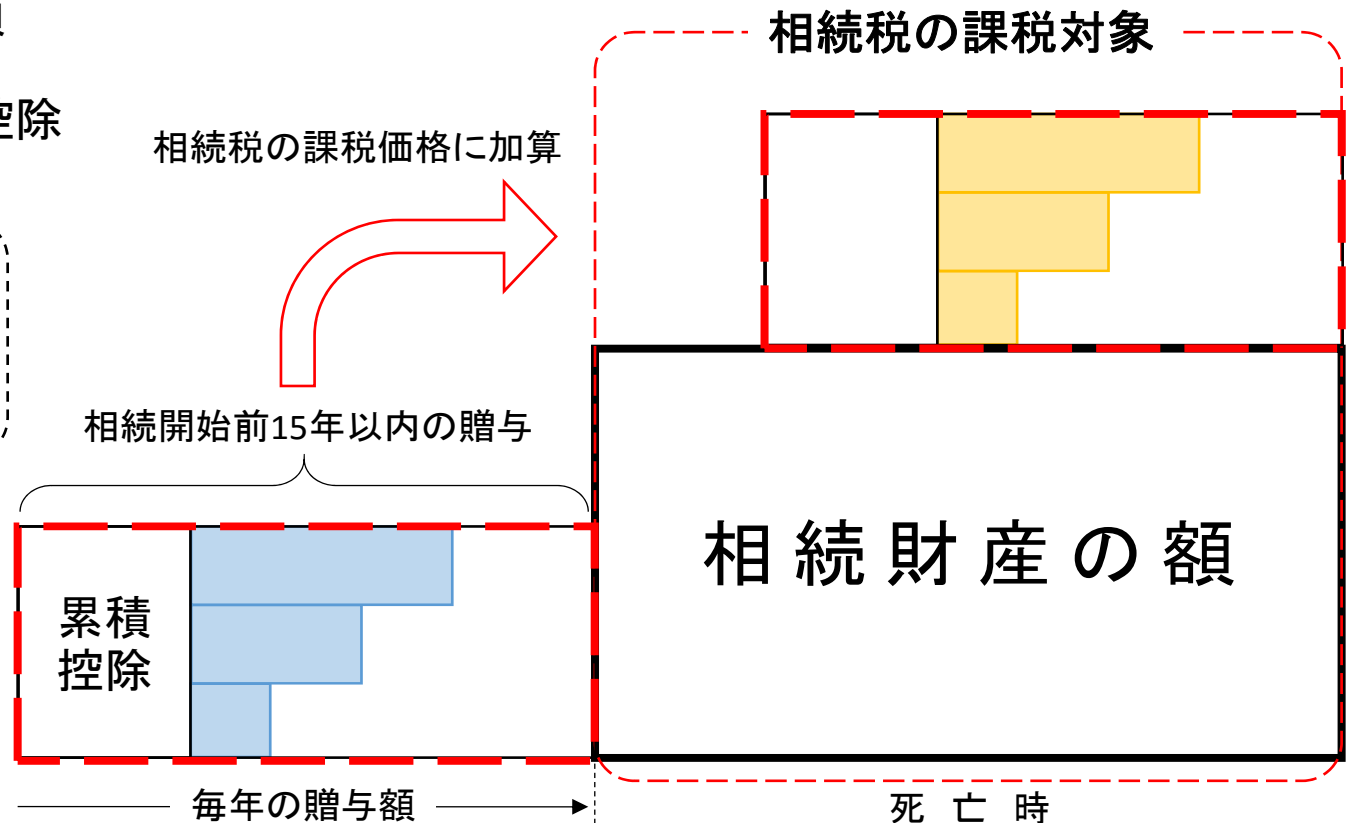 相続税の課税対象
控除
相続税の課税価格に加算
相続開始前15年以内の贈与
相続財産の額
累積
控除
毎年の贈与額
死亡時